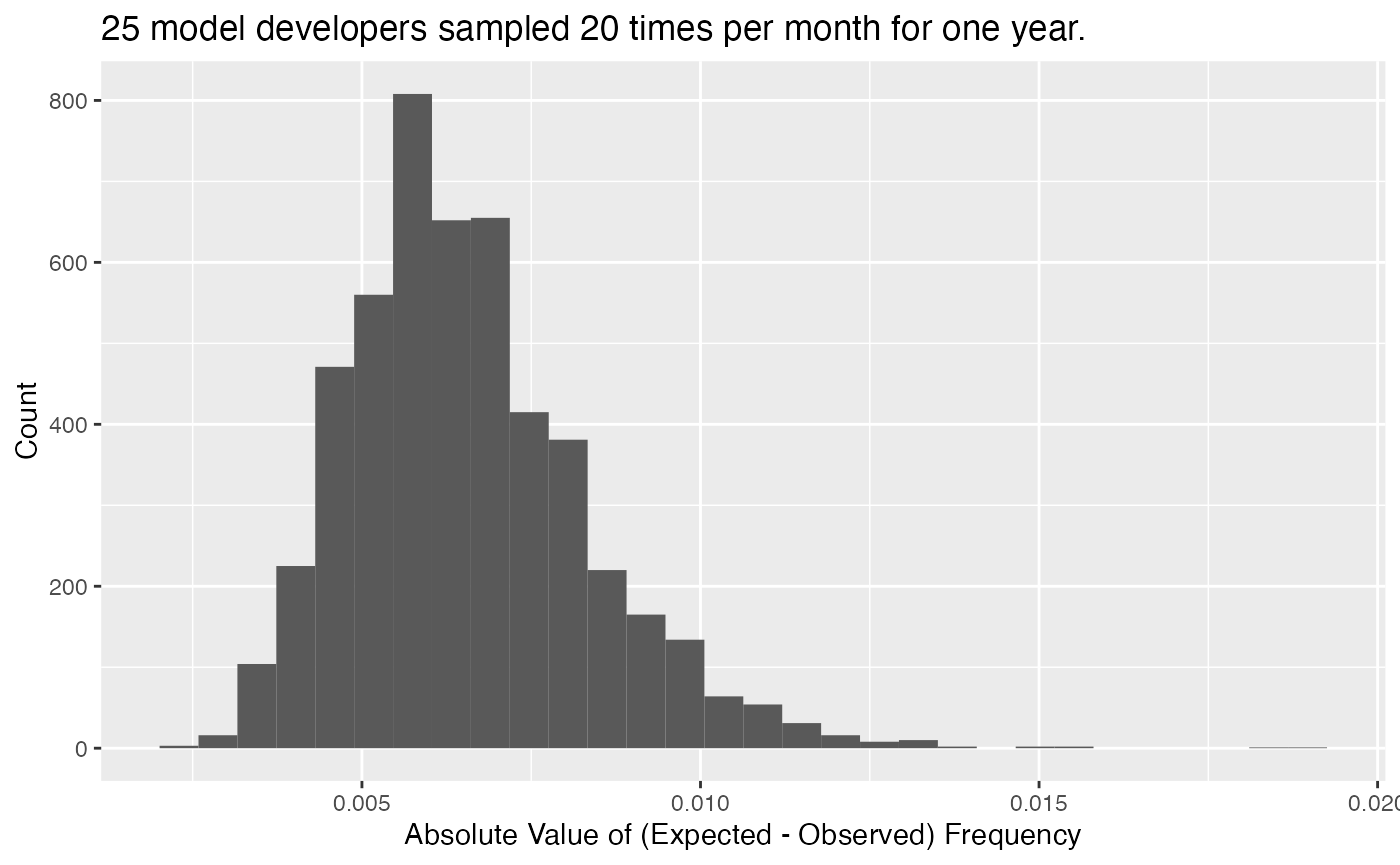 25 model developers sampled 20 times per month for one year.
800
600
400
200
0
Count
0.005 0.010 0.015 0.020
Absolute Value of (Expected - Observed) Frequency